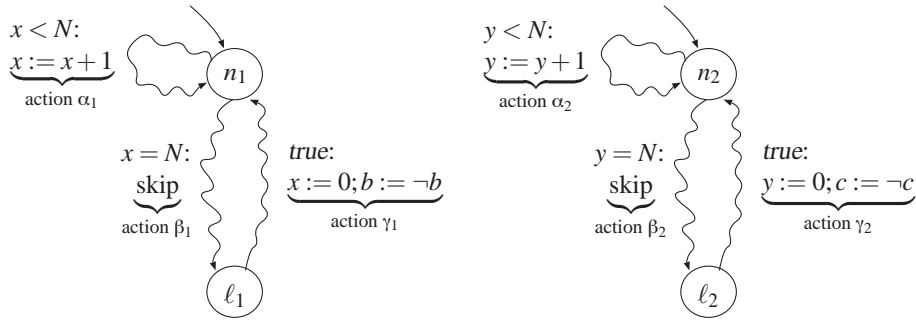 x < N:
x := x + 1
action α₁
n₁
x = N:
skip
action β₁
true:
x := 0; b := ¬b
action γ₁
ℓ₁
y < N:
y := y + 1
action α₂
n₂
y = N:
skip
action β₂
true:
y := 0; c := ¬c
action γ₂
ℓ₂